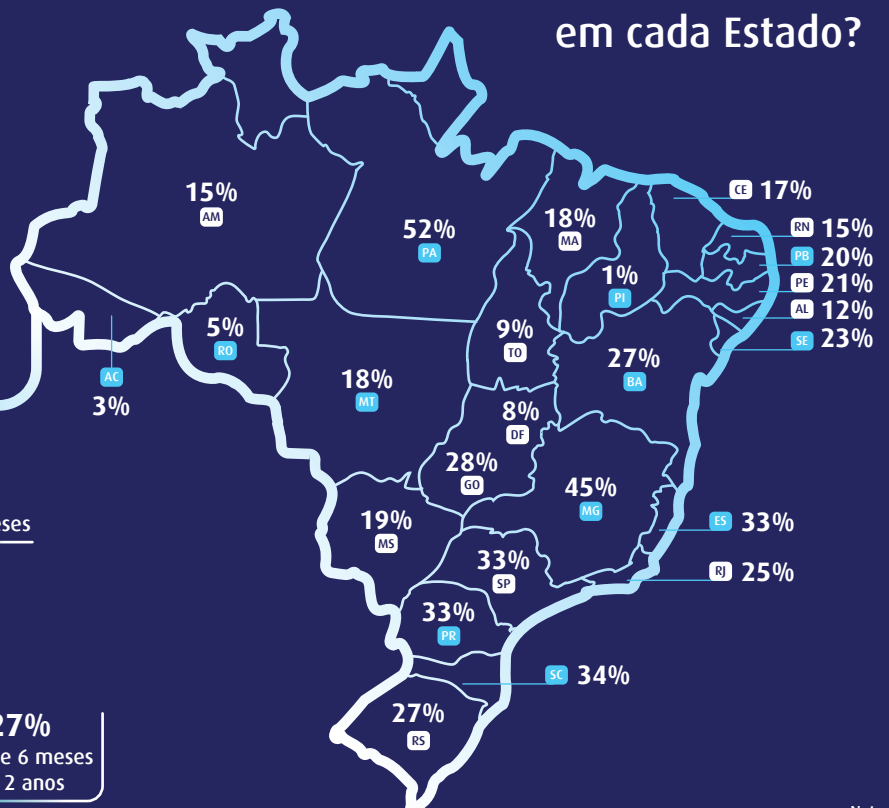 em cada Estado?
CE 17%
15%
AM
18%
MA
RN 15%
52%
PA
PB 20%
1%
PI
PE 21%
AL 12%
5%
RO
9%
TO
SE 23%
27%
BA
AC
3%
18%
MT
8%
DF
28%
GO
45%
MG
19%
MS
ES 33%
33%
SP
RJ 25%
33%
PR
SC 34%
27%
RS
27%
e 6 meses
2 anos